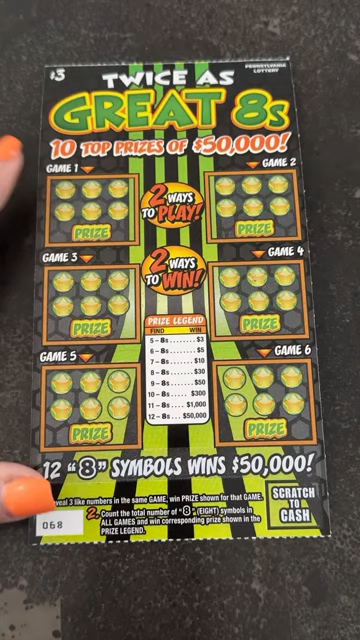 $3
PENNSYLVANIA
LOTTERY
TWICE AS
GREAT 8s
10 TOP PRIZES OF $50,000!
GAME 1
GAME 2
PRIZE
PRIZE
2 WAYS
TO PLAY!
GAME 3
GAME 4
PRIZE
PRIZE
2 WAYS
TO WIN!
PRIZE LEGEND
FIND WIN
5 - 8s.......$3
6 - 8s.......$5
7 - 8s.......$10
8 - 8s.......$30
9 - 8s.......$50
10 - 8s......$300
11 - 8s....$1,000
12 - 8s...$50,000
GAME 5
GAME 6
PRIZE
PRIZE
12 "8" SYMBOLS WINS $50,000!
veal 3 like numbers in the same GAME, win PRIZE shown for that GAME.
2. Count the total number of "8" (EIGHT) symbols in
ALL GAMES and win corresponding prize shown in the
PRIZE LEGEND.
SCRATCH
TO
CASH
068